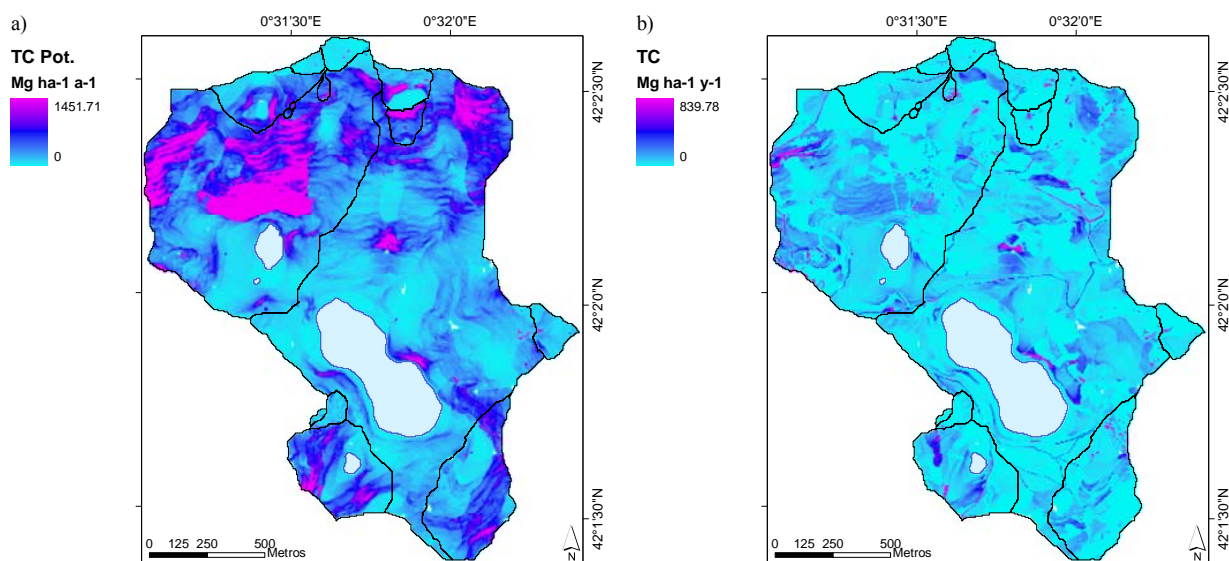 a)
TC Pot.
Mg ha-1 a-1
1451.71
0
0°31'30"E
0°32'0"E
42°2'30"N
42°2'0"N
42°1'30"N
0 125 250 500
Metros
N
b)
TC
Mg ha-1 y-1
839.78
0
0°31'30"E
0°32'0"E
42°2'30"N
42°2'0"N
42°1'30"N
0 125 250 500
Metros
N